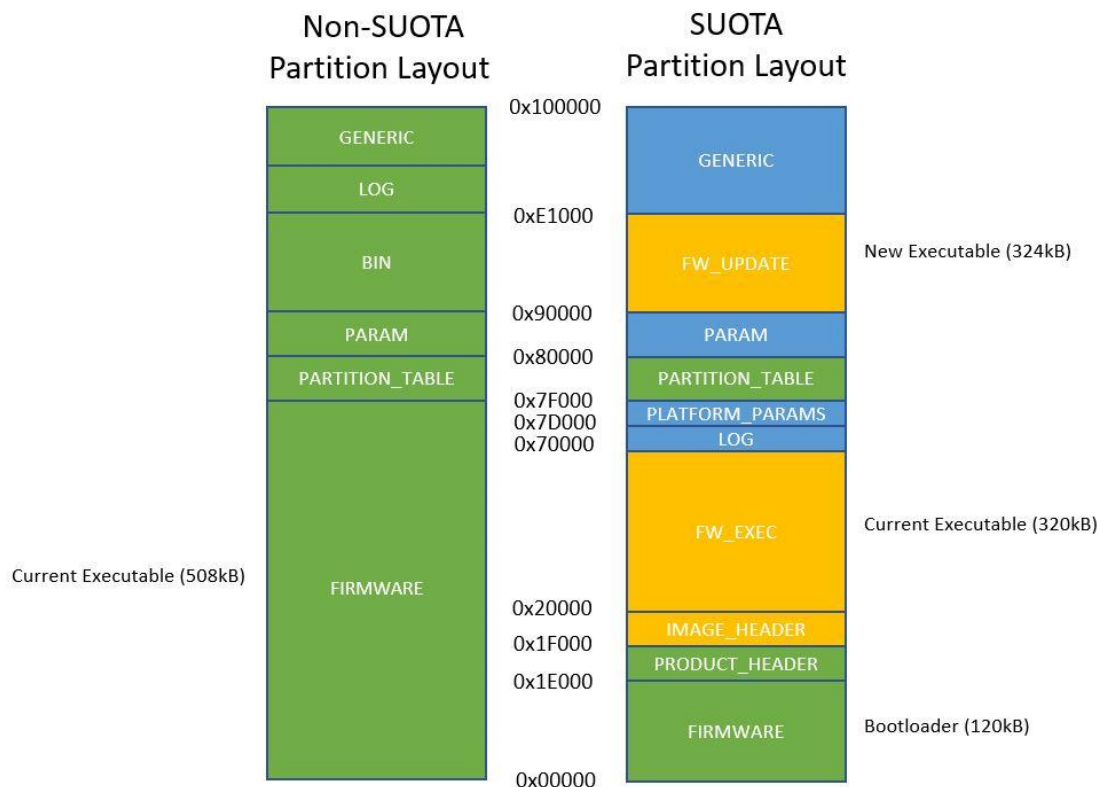 Non-SUOTA
Partition Layout
SUOTA
Partition Layout
0x100000
GENERIC
GENERIC
LOG
0xE1000
BIN
FW_UPDATE
New Executable (324kB)
0x90000
PARAM
PARAM
0x80000
PARTITION_TABLE
PARTITION_TABLE
0x7F000
PLATFORM_PARAMS
0x7D000
LOG
0x70000
FW_EXEC
Current Executable (320kB)
Current Executable (508kB)
FIRMWARE
0x20000
IMAGE_HEADER
0x1F000
PRODUCT_HEADER
0x1E000
FIRMWARE
Bootloader (120kB)
0x00000